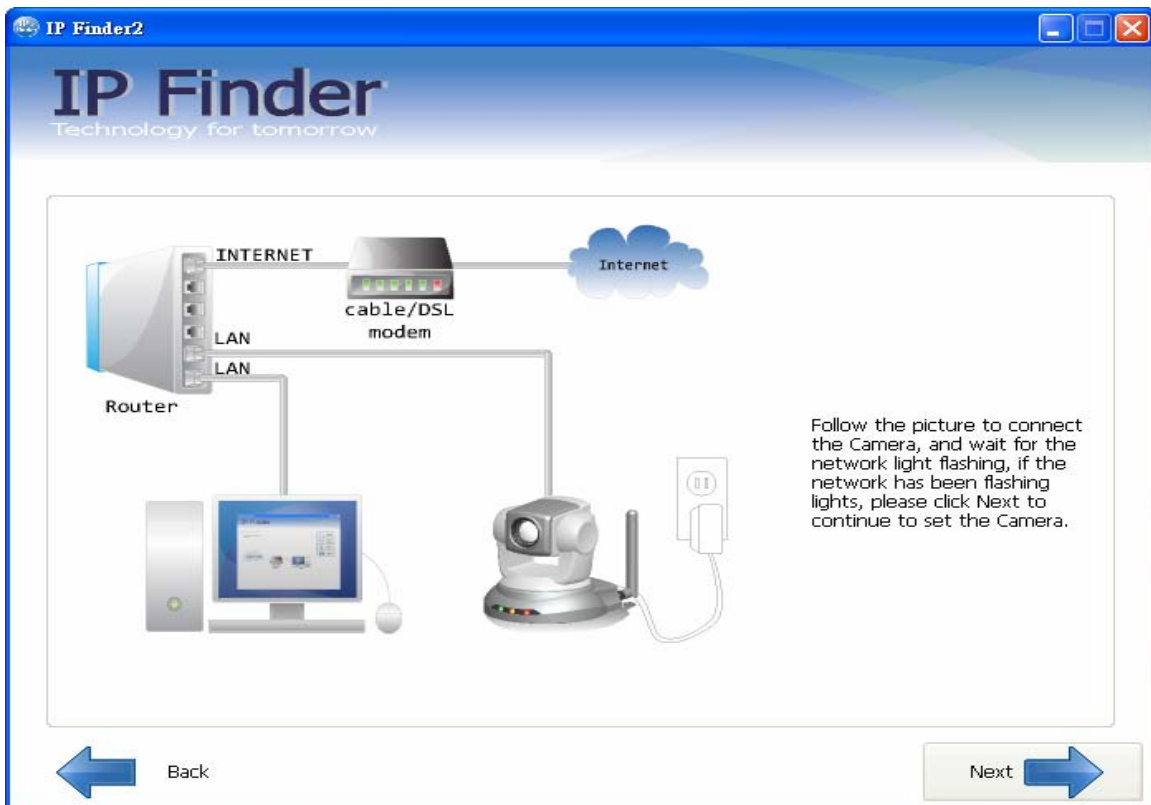 IP Finder2
IP Finder
Technology for tomorrow
INTERNET
Internet
cable/DSL
modem
LAN
LAN
Router
Follow the picture to connect
the Camera, and wait for the
network light flashing, if the
network has been flashing
lights, please click Next to
continue to set the Camera.
Back
Next